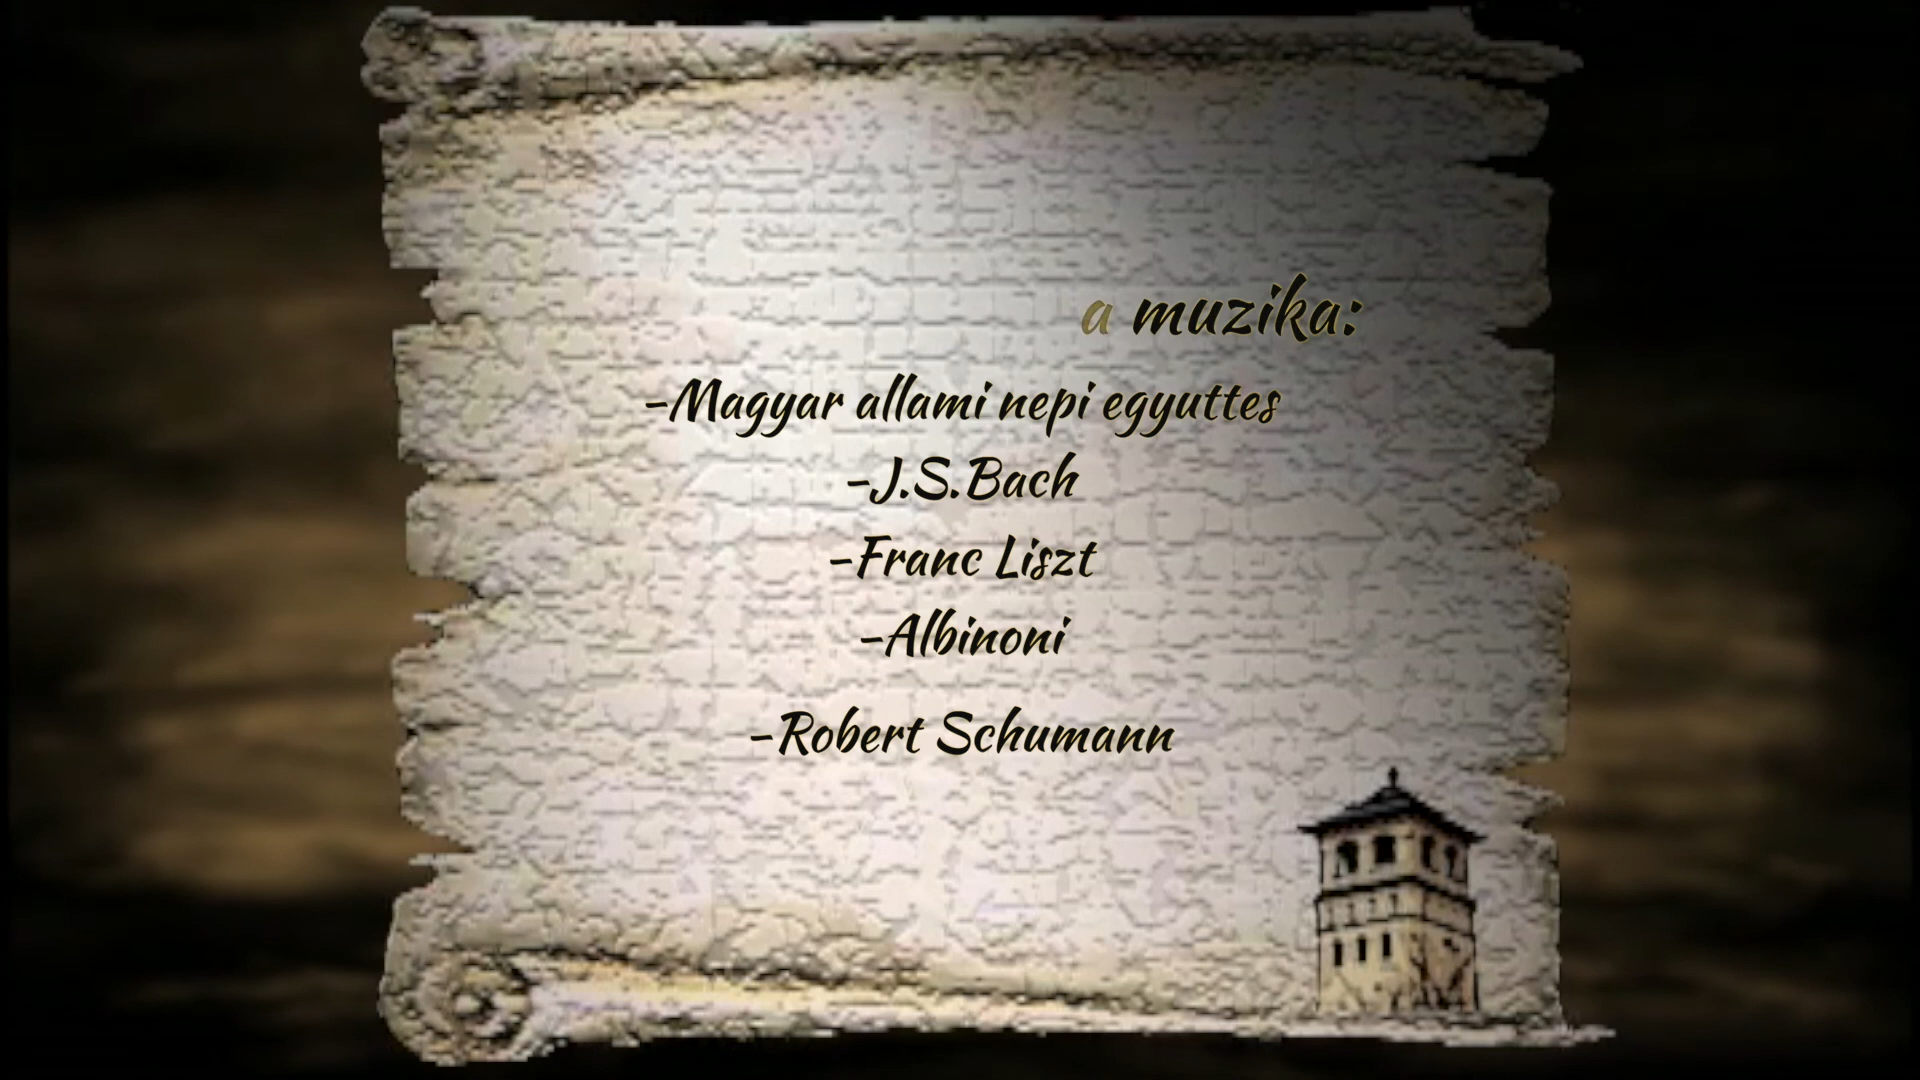 a muzika:
-Magyar allami nepi egyuttes
-J.S.Bach
-Franc Liszt
-Albinoni
-Robert Schumann